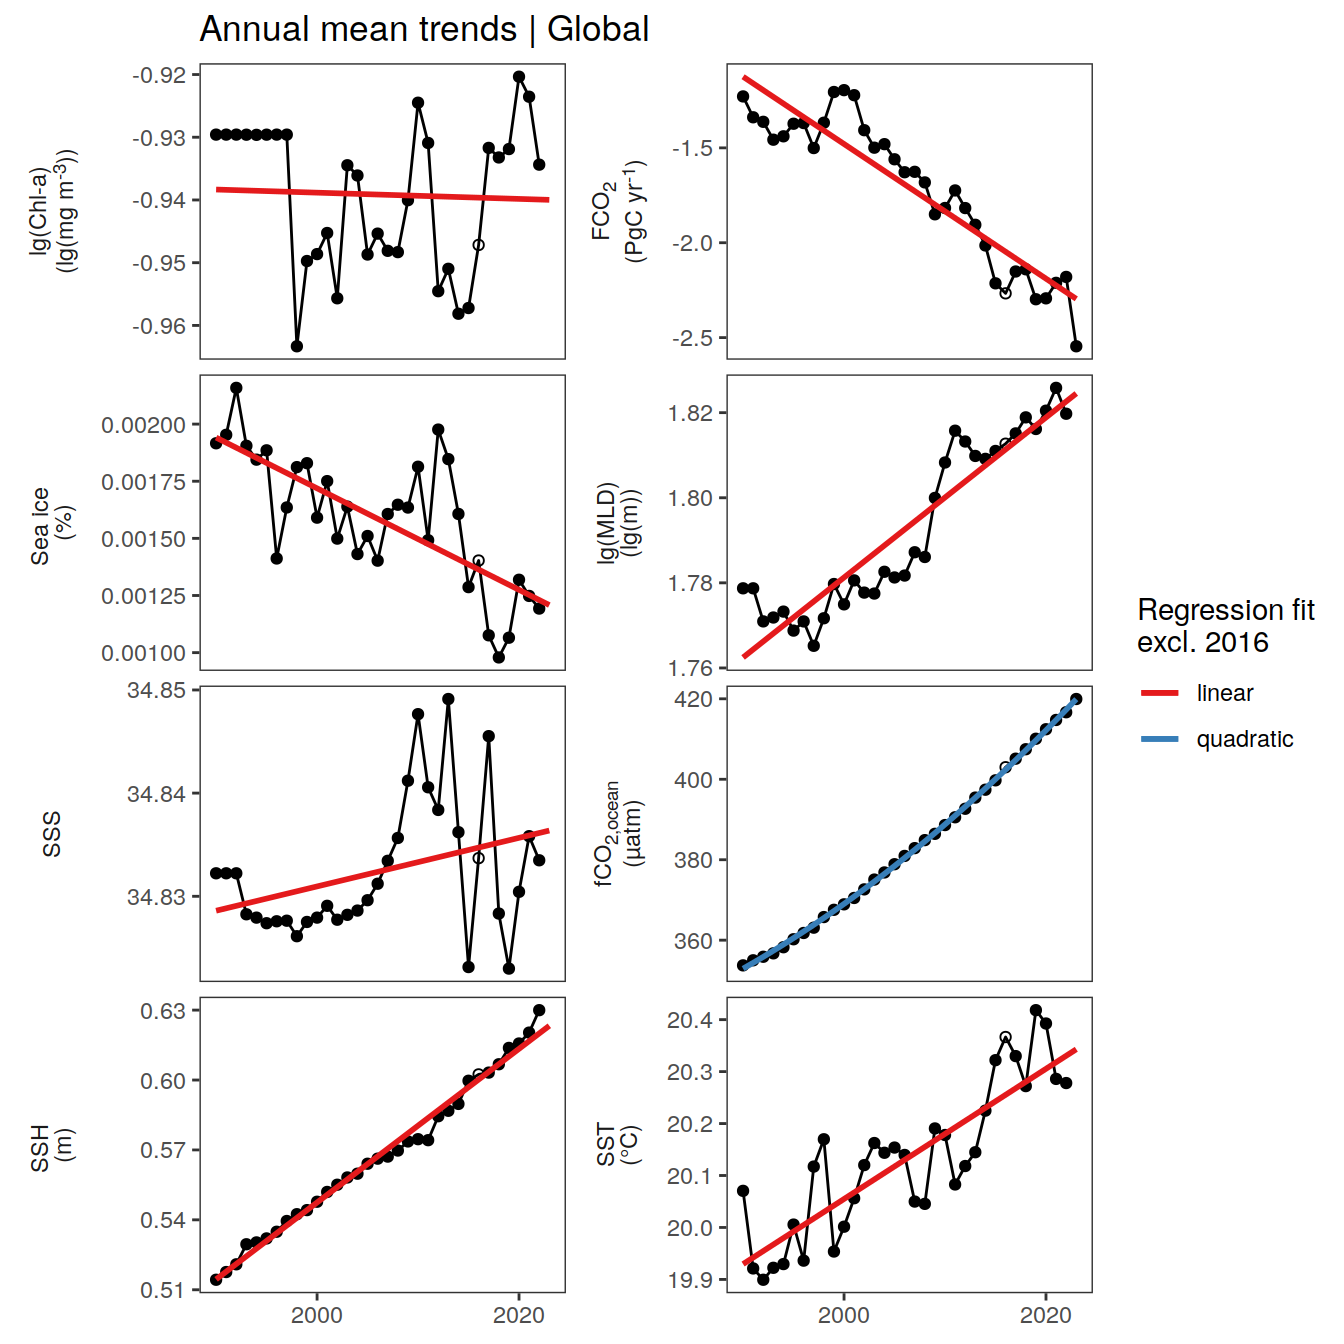 Annual mean trends | Global
lg(Chl-a)
(lg(mg m⁻³))
-0.92
-0.93
-0.94
-0.95
-0.96
FCO₂
(PgC yr⁻¹)
-1.5
-2.0
-2.5
Sea ice
(%)
0.00200
0.00175
0.00150
0.00125
0.00100
lg(MLD)
(lg(m))
1.82
1.80
1.78
1.76
SSS
34.85
34.84
34.83
fCO₂,ocean
(µatm)
420
400
380
360
SSH
(m)
0.63
0.60
0.57
0.54
0.51
2000
2020
SST
(°C)
20.4
20.3
20.2
20.1
20.0
19.9
2000
2020
Regression fit
excl. 2016
linear
quadratic